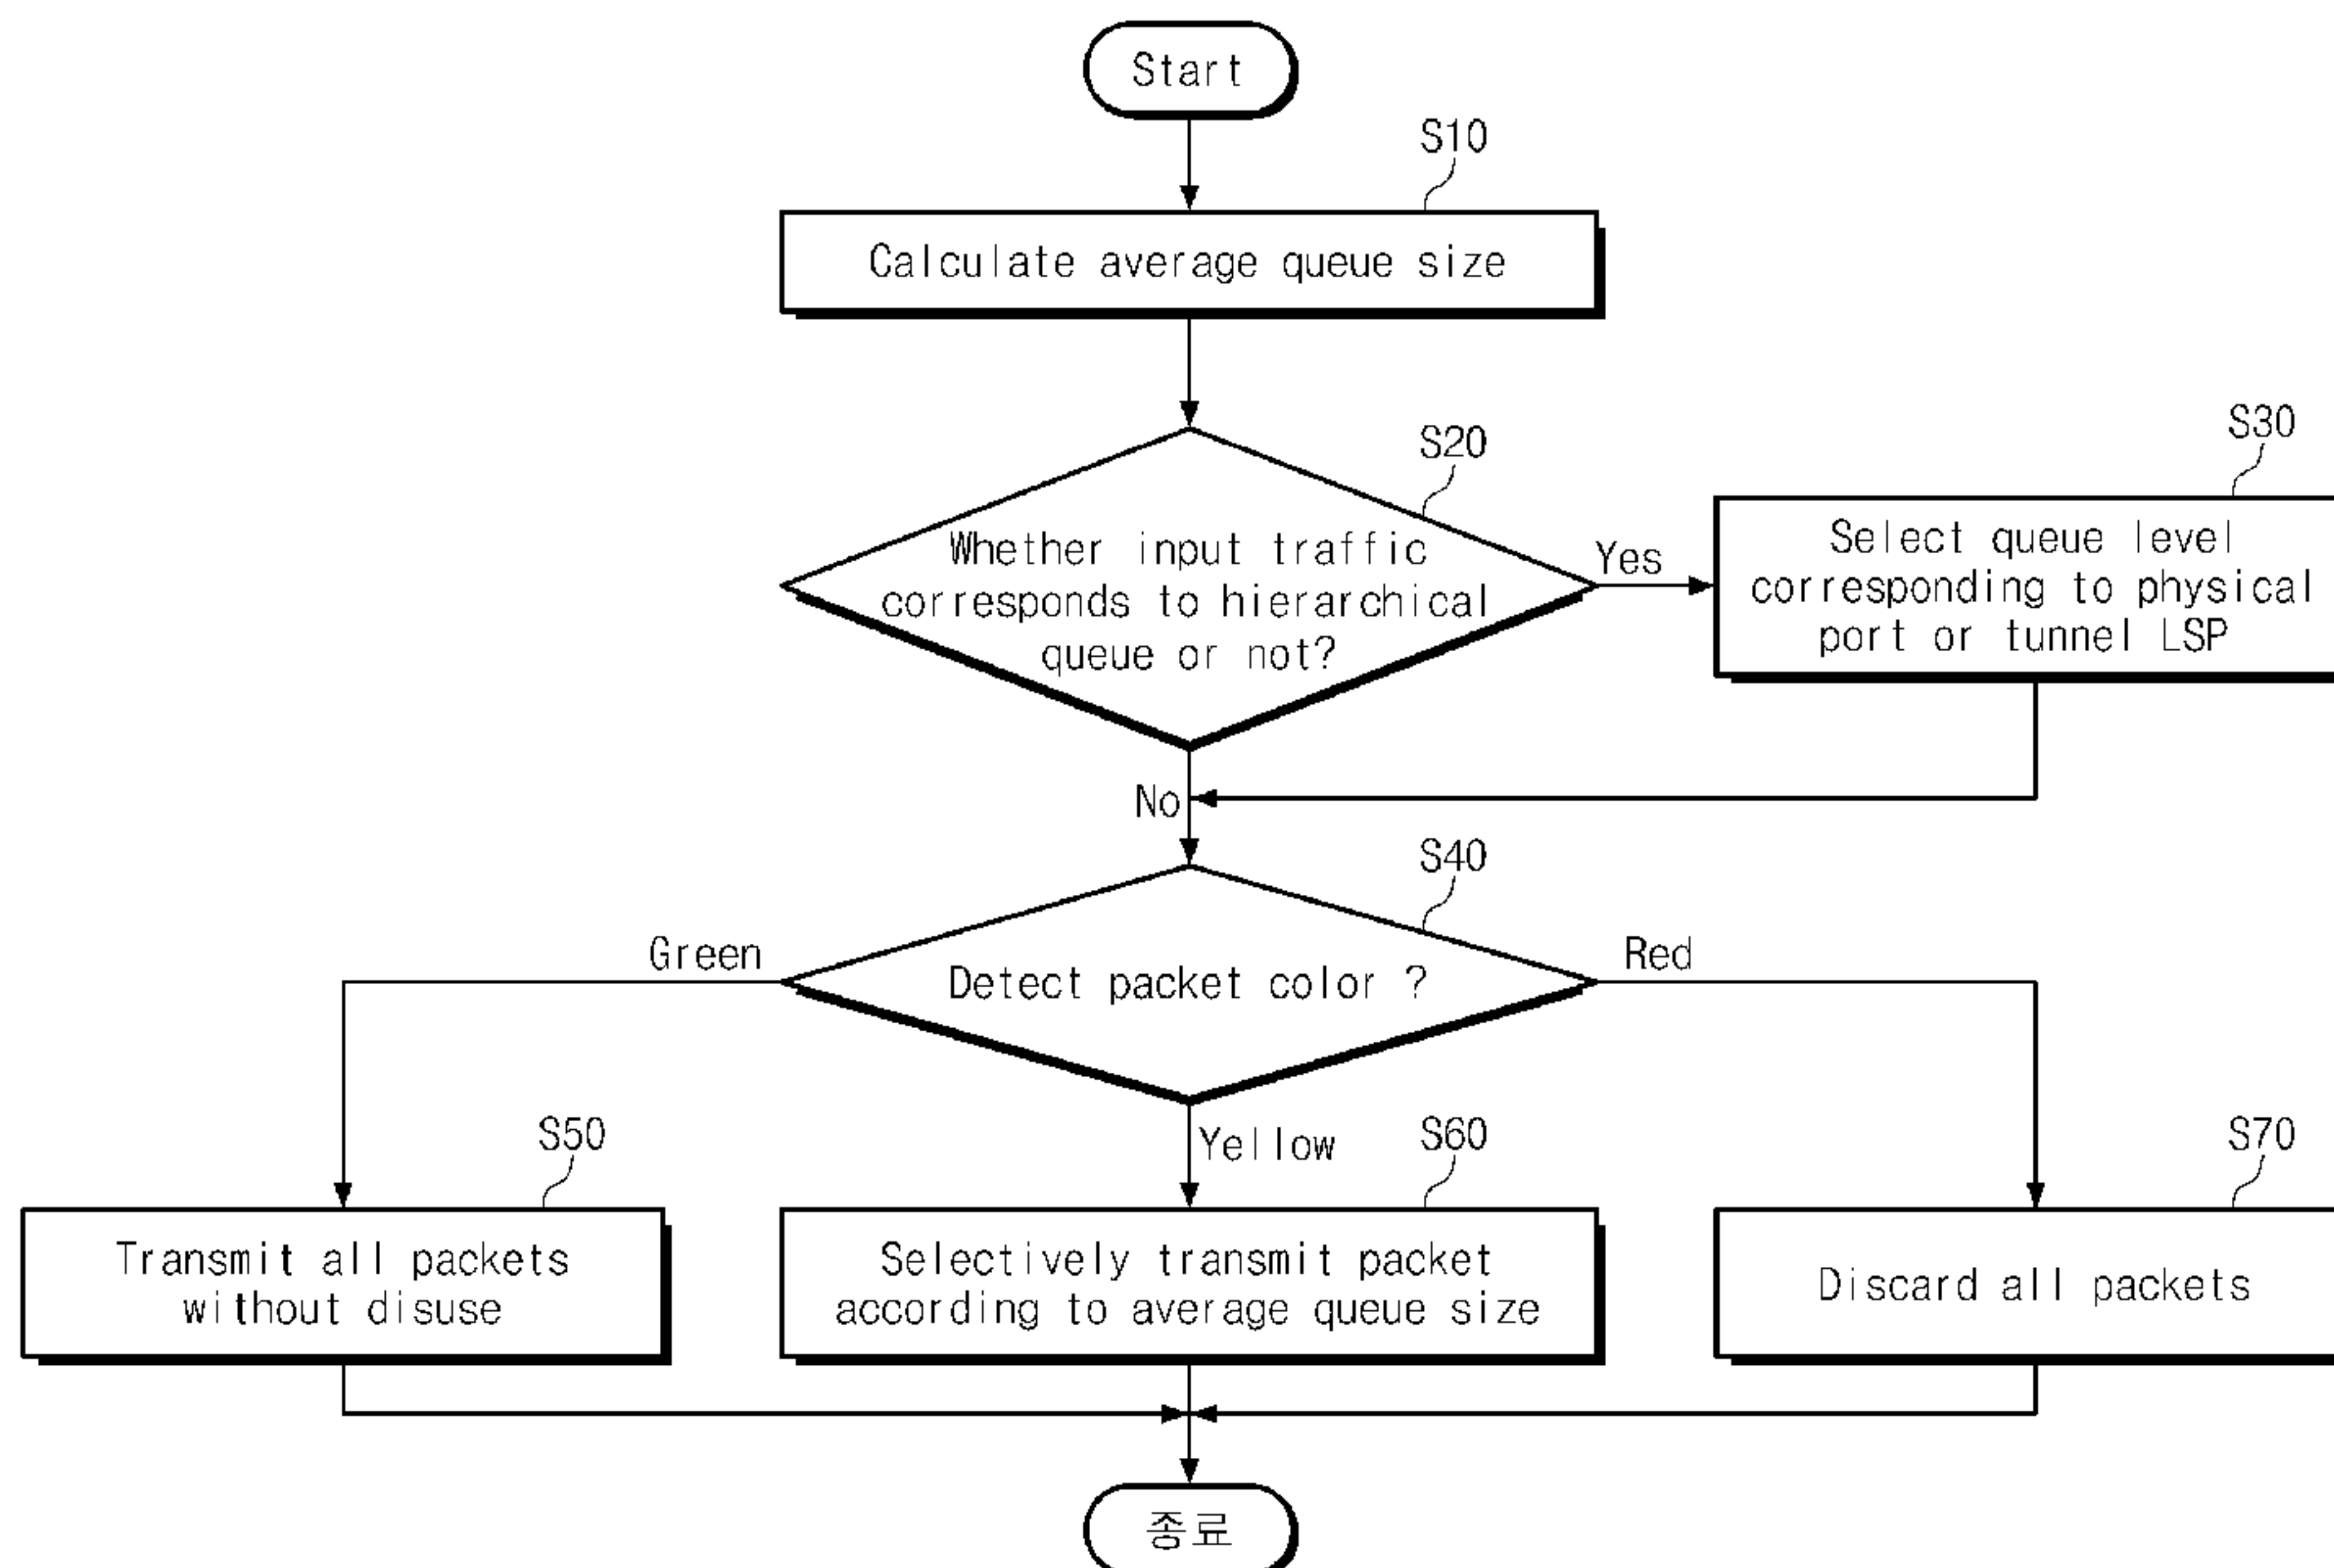 Start
S10
Calculate average queue size
S20
Whether input traffic
corresponds to hierarchical
queue or not?
Yes
S30
Select queue level
corresponding to physical
port or tunnel LSP
No
S40
Detect packet color ?
Green
Red
Yellow
S50
Transmit all packets
without disuse
S60
Selectively transmit packet
according to average queue size
S70
Discard all packets
종료